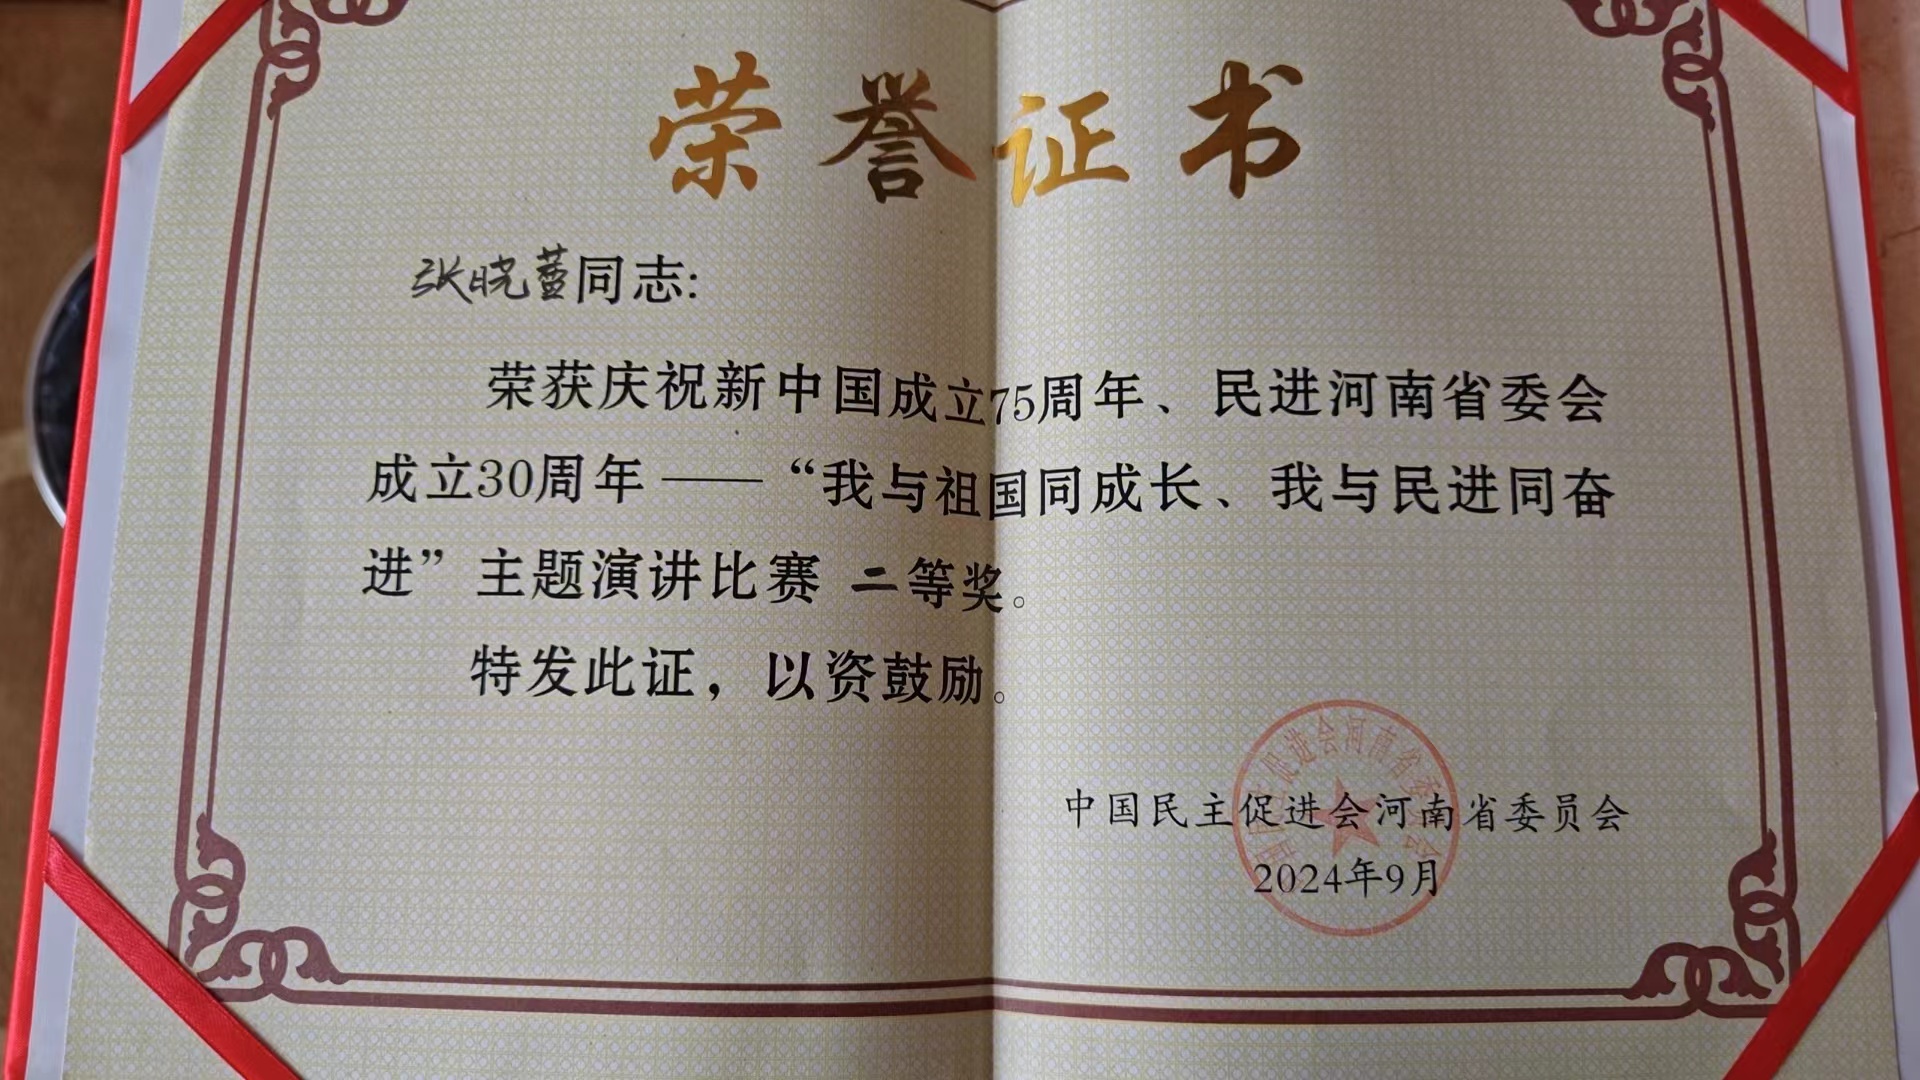 荣誉证书
张晓萱同志:
荣获庆祝新中国成立75周年、民进河南省委会
成立30周年——“我与祖国同成长、我与民进同奋
进”主题演讲比赛 二等奖。
特发此证，以资鼓励。
中国民主促进会河南省委员会
2024年9月